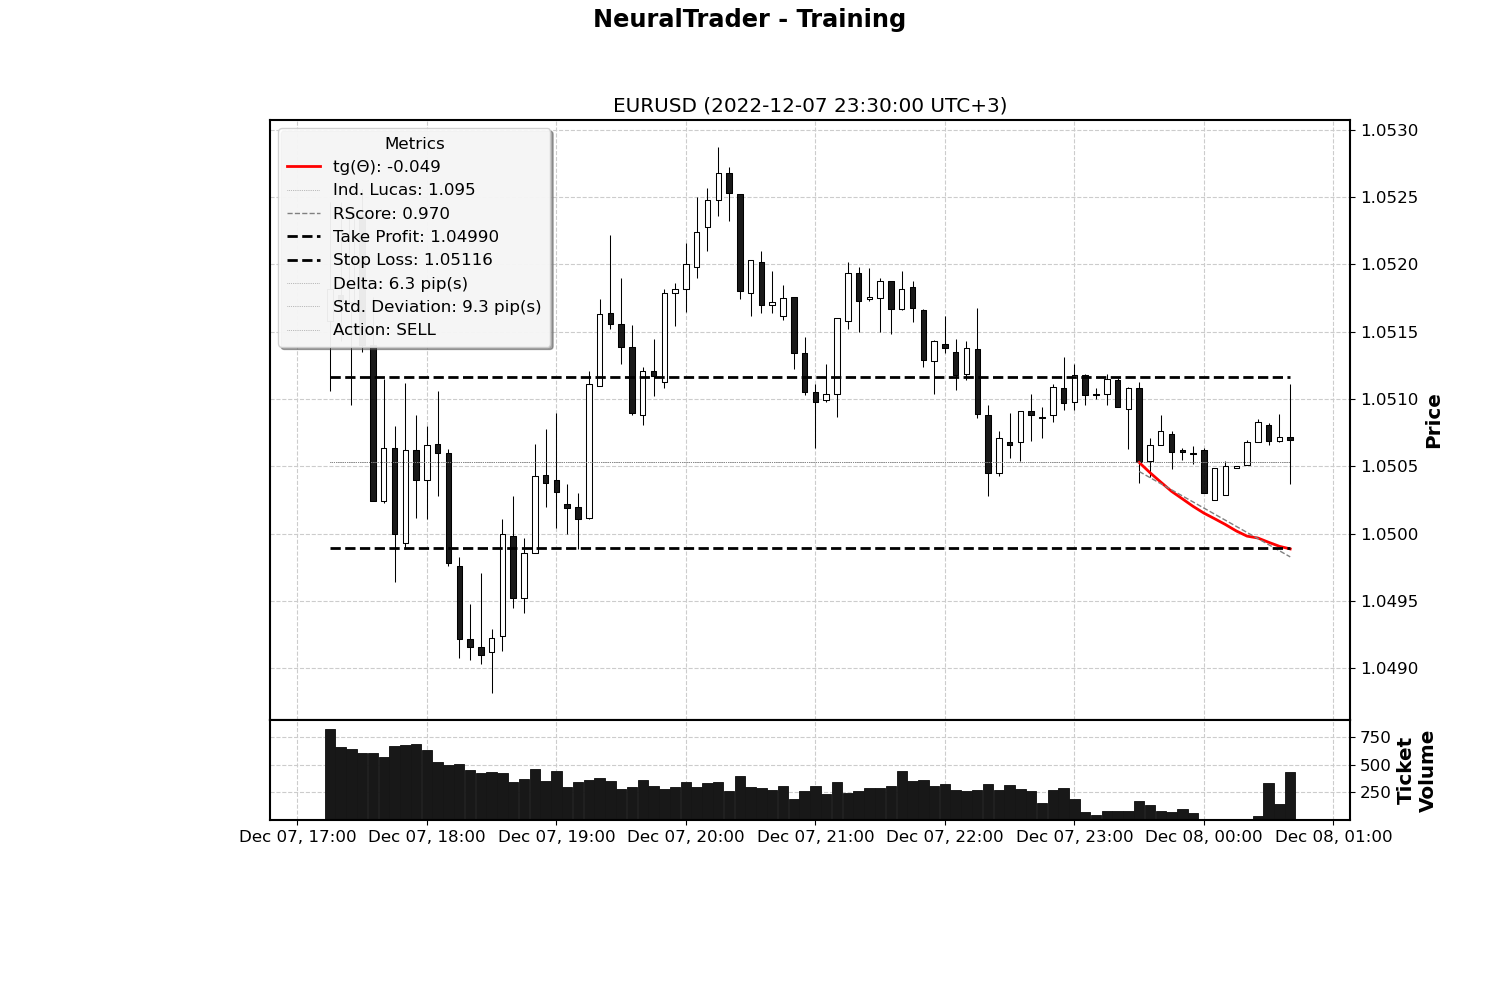 NeuralTrader - Training
EURUSD (2022-12-07 23:30:00 UTC+3)
Metrics
tg(Θ): -0.049
Ind. Lucas: 1.095
RScore: 0.970
Take Profit: 1.04990
Stop Loss: 1.05116
Delta: 6.3 pip(s)
Std. Deviation: 9.3 pip(s)
Action: SELL
1.0530
1.0525
1.0520
1.0515
1.0510
1.0505
1.0500
1.0495
1.0490
Price
750
500
250
Ticket
Volume
Dec 07, 17:00 Dec 07, 18:00 Dec 07, 19:00 Dec 07, 20:00 Dec 07, 21:00 Dec 07, 22:00 Dec 07, 23:00 Dec 08, 00:00 Dec 08, 01:00